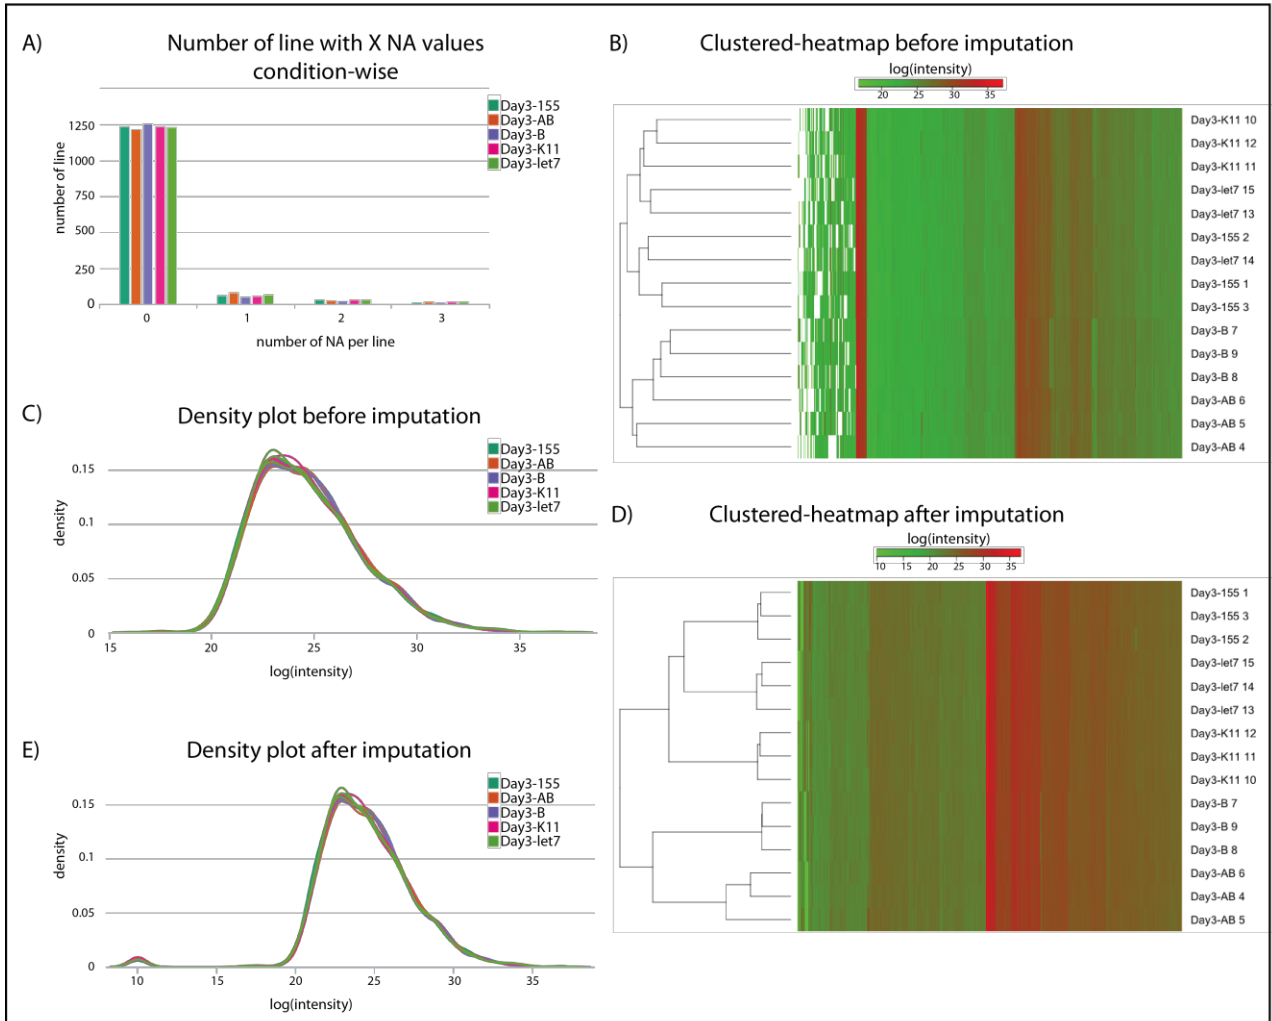 A)
Number of line with X NA values
condition-wise
Day3-155
Day3-AB
Day3-B
Day3-K11
Day3-let7
number of line
1250
1000
750
500
250
0
0 1 2 3
number of NA per line
B)
Clustered-heatmap before imputation
log(intensity)
20 25 30 35
Day3-K11 10
Day3-K11 12
Day3-K11 11
Day3-let7 15
Day3-let7 13
Day3-155 2
Day3-let7 14
Day3-155 1
Day3-155 3
Day3-B 7
Day3-B 9
Day3-B 8
Day3-AB 6
Day3-AB 5
Day3-AB 4
C)
Density plot before imputation
Day3-155
Day3-AB
Day3-B
Day3-K11
Day3-let7
density
0.15
0.1
0.05
0
15 20 25 30 35
log(intensity)
D)
Clustered-heatmap after imputation
log(intensity)
10 15 20 25 30 35
Day3-155 1
Day3-155 3
Day3-155 2
Day3-let7 15
Day3-let7 14
Day3-let7 13
Day3-K11 12
Day3-K11 11
Day3-K11 10
Day3-B 7
Day3-B 9
Day3-B 8
Day3-AB 6
Day3-AB 4
Day3-AB 5
E)
Density plot after imputation
Day3-155
Day3-AB
Day3-B
Day3-K11
Day3-let7
density
0.15
0.1
0.05
0
10 15 20 25 30 35
log(intensity)